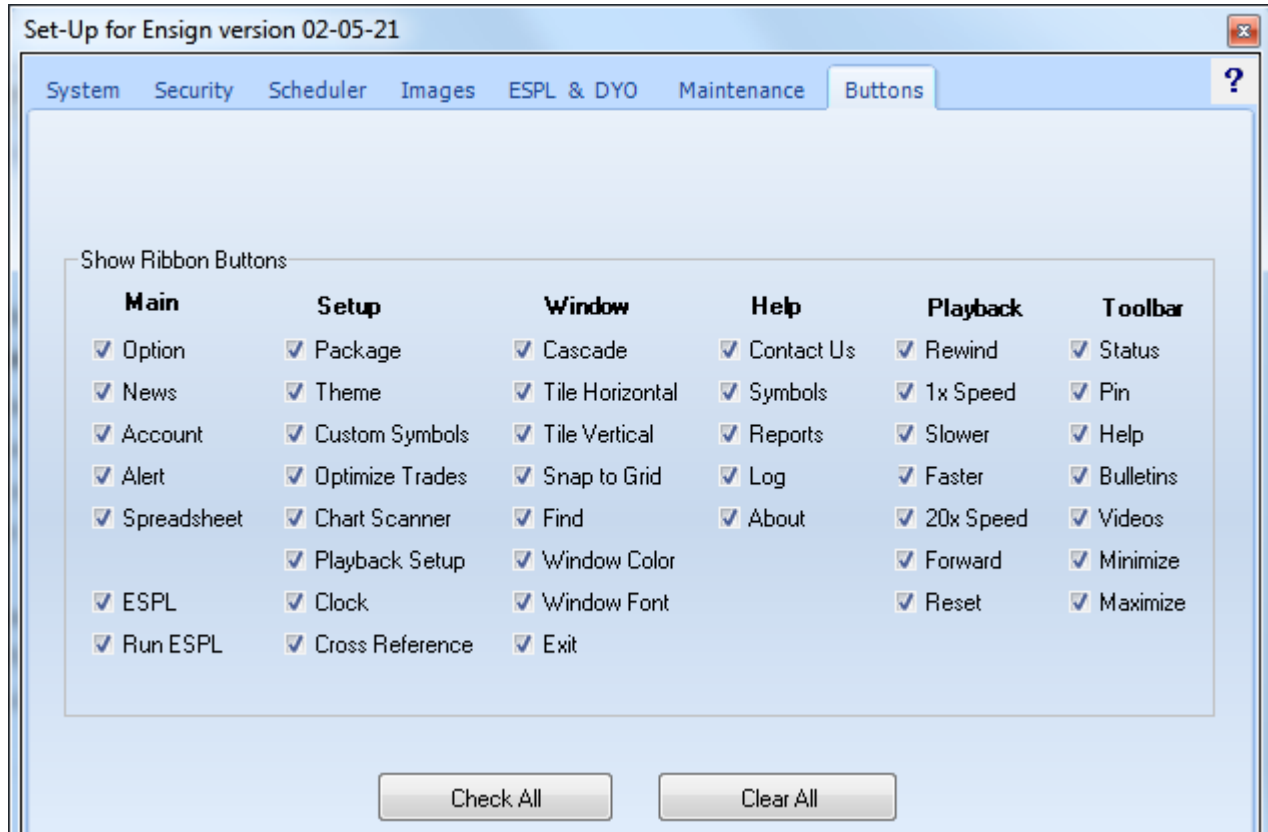 Set-Up for Ensign version 02-05-21
System Security Scheduler Images ESPL & DYO Maintenance Buttons ?
Show Ribbon Buttons
Main Setup Window Help Playback Toolbar
Option Package Cascade Contact Us Rewind Status
News Theme Tile Horizontal Symbols 1x Speed Pin
Account Custom Symbols Tile Vertical Reports Slower Help
Alert Optimize Trades Snap to Grid Log Faster Bulletins
Spreadsheet Chart Scanner Find About 20x Speed Videos
Playback Setup Window Color Forward Minimize
ESPL Clock Window Font Reset Maximize
Run ESPL Cross Reference Exit
Check All Clear All